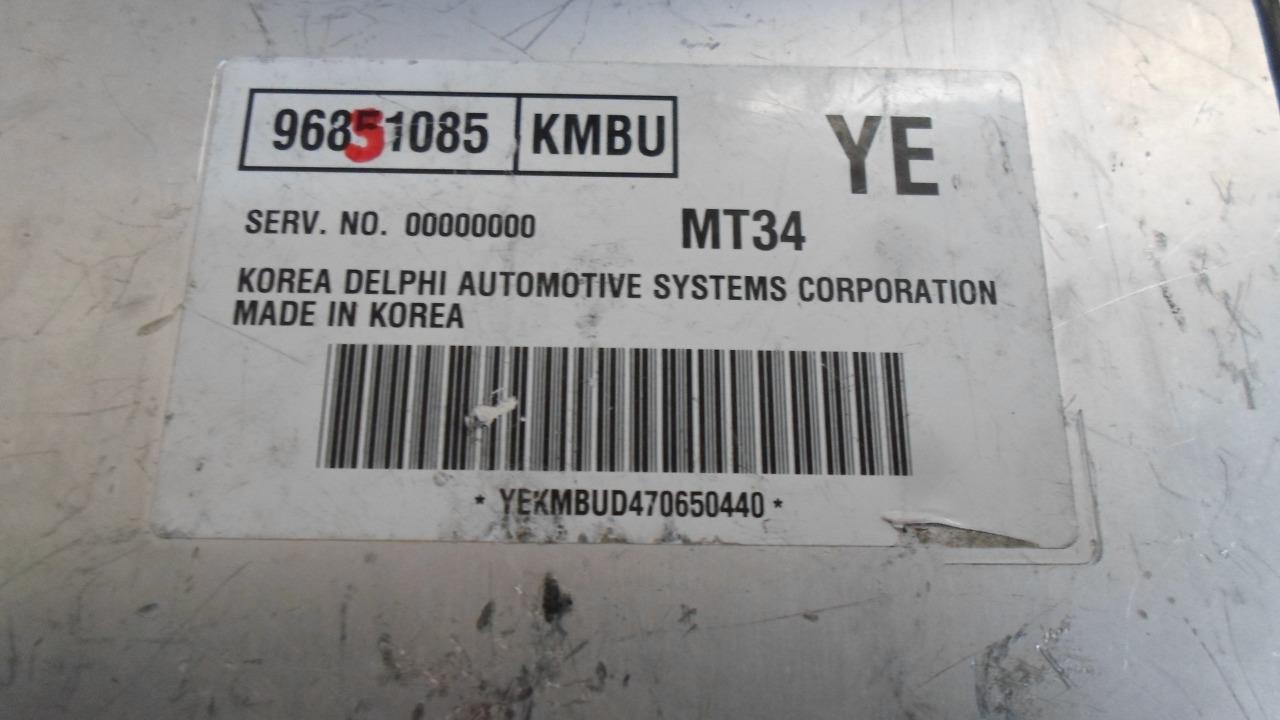 96851085 KMBU YE
SERV. NO. 00000000 MT34
KOREA DELPHI AUTOMOTIVE SYSTEMS CORPORATION
MADE IN KOREA
* YEKMBUD470650440 *